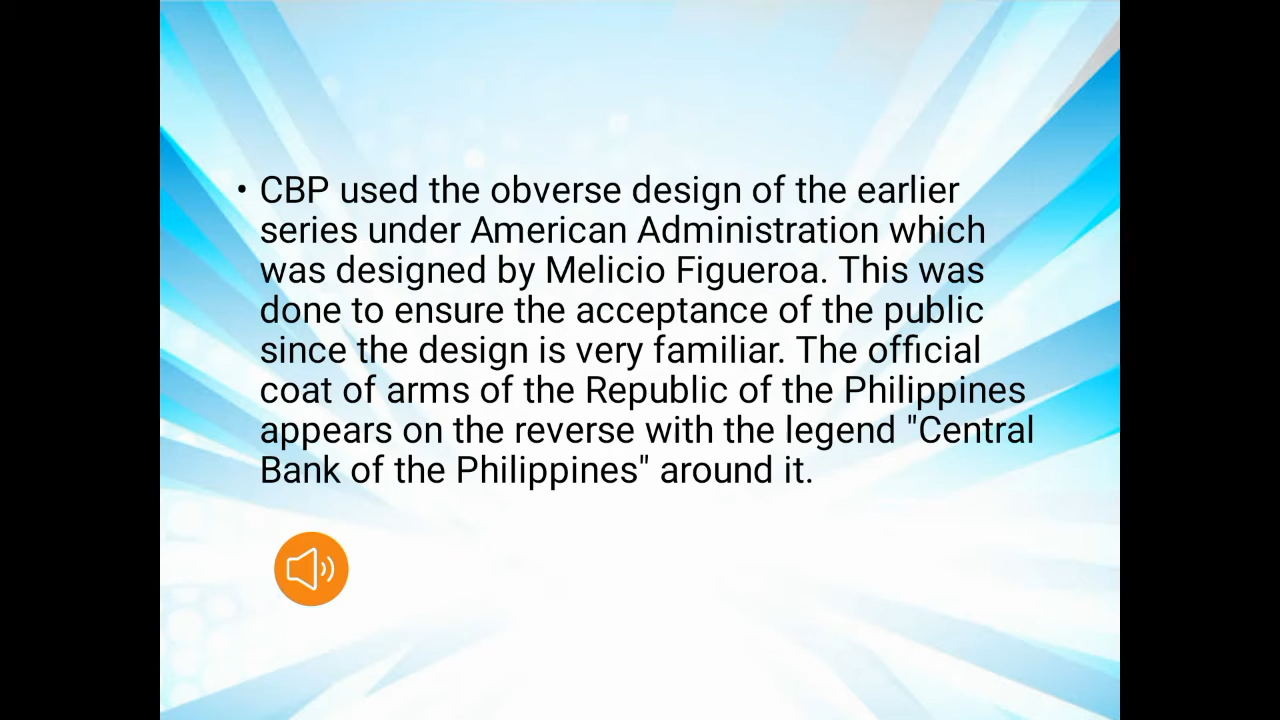 • CBP used the obverse design of the earlier
series under American Administration which
was designed by Melicio Figueroa. This was
done to ensure the acceptance of the public
since the design is very familiar. The official
coat of arms of the Republic of the Philippines
appears on the reverse with the legend "Central
Bank of the Philippines" around it.